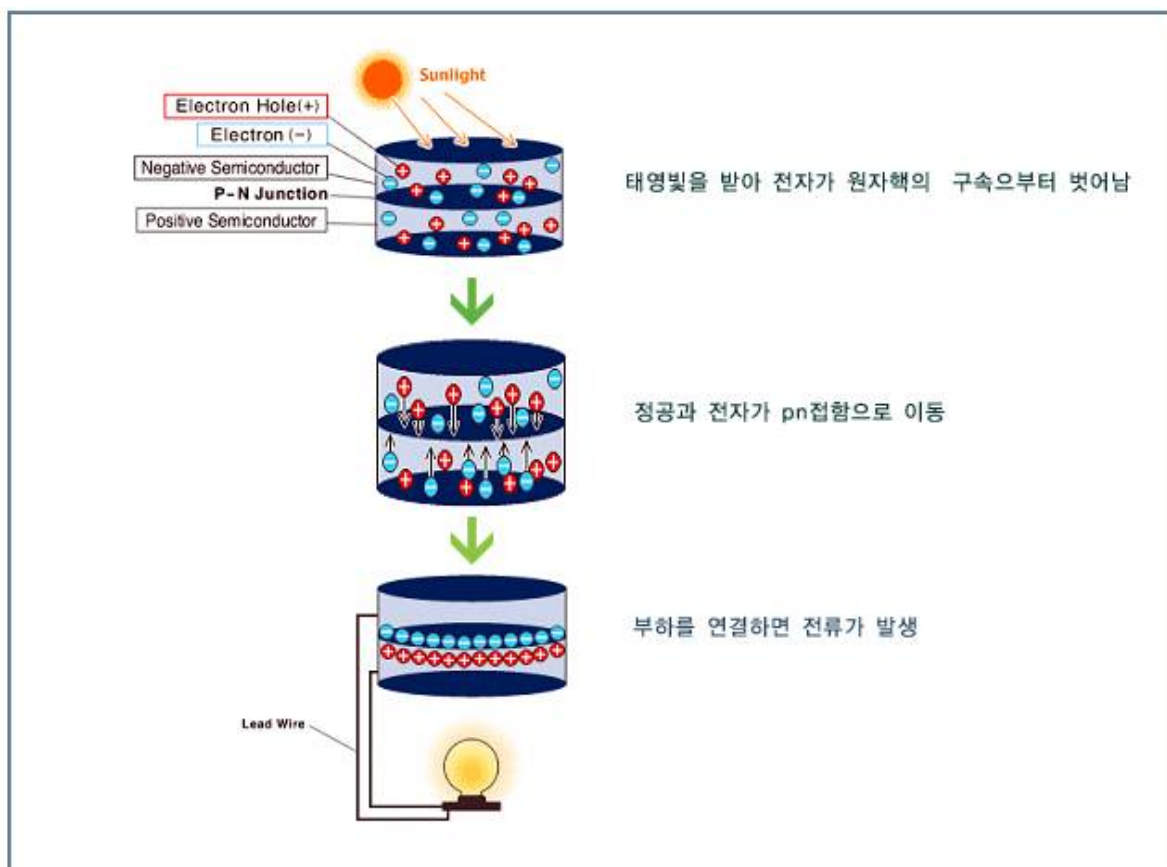 Sunlight
Electron Hole(+)
Electron (-)
Negative Semiconductor
P-N Junction
Positive Semiconductor
태영빛을 받아 전자가 원자핵의 구속으부터 벗어남
정공과 전자가 pn접함으로 이동
부하를 연결하면 전류가 발생
Lead Wire